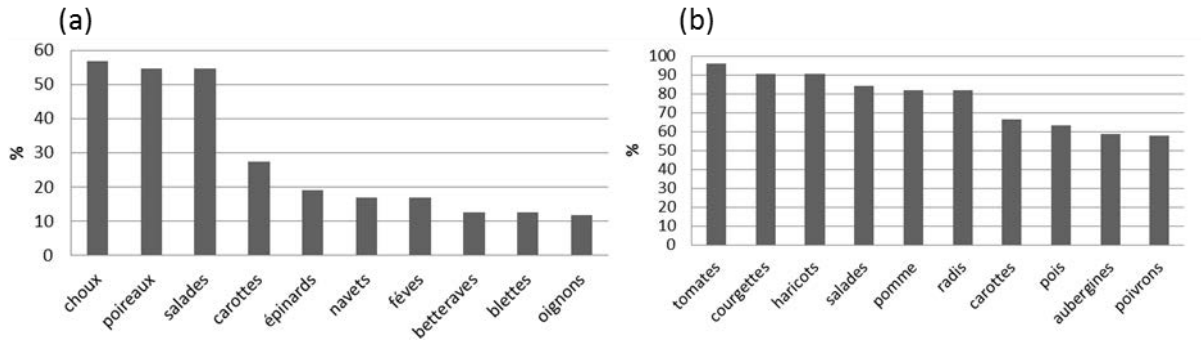 (a)
%
60
50
40
30
20
10
0
choux
poireaux
salades
carottes
épinards
navets
féves
betteraves
blettes
oignons
(b)
%
100
90
80
70
60
50
40
30
20
10
0
tomates
courgettes
haricots
salades
pomme
radis
carottes
pois
aubergines
poivrons